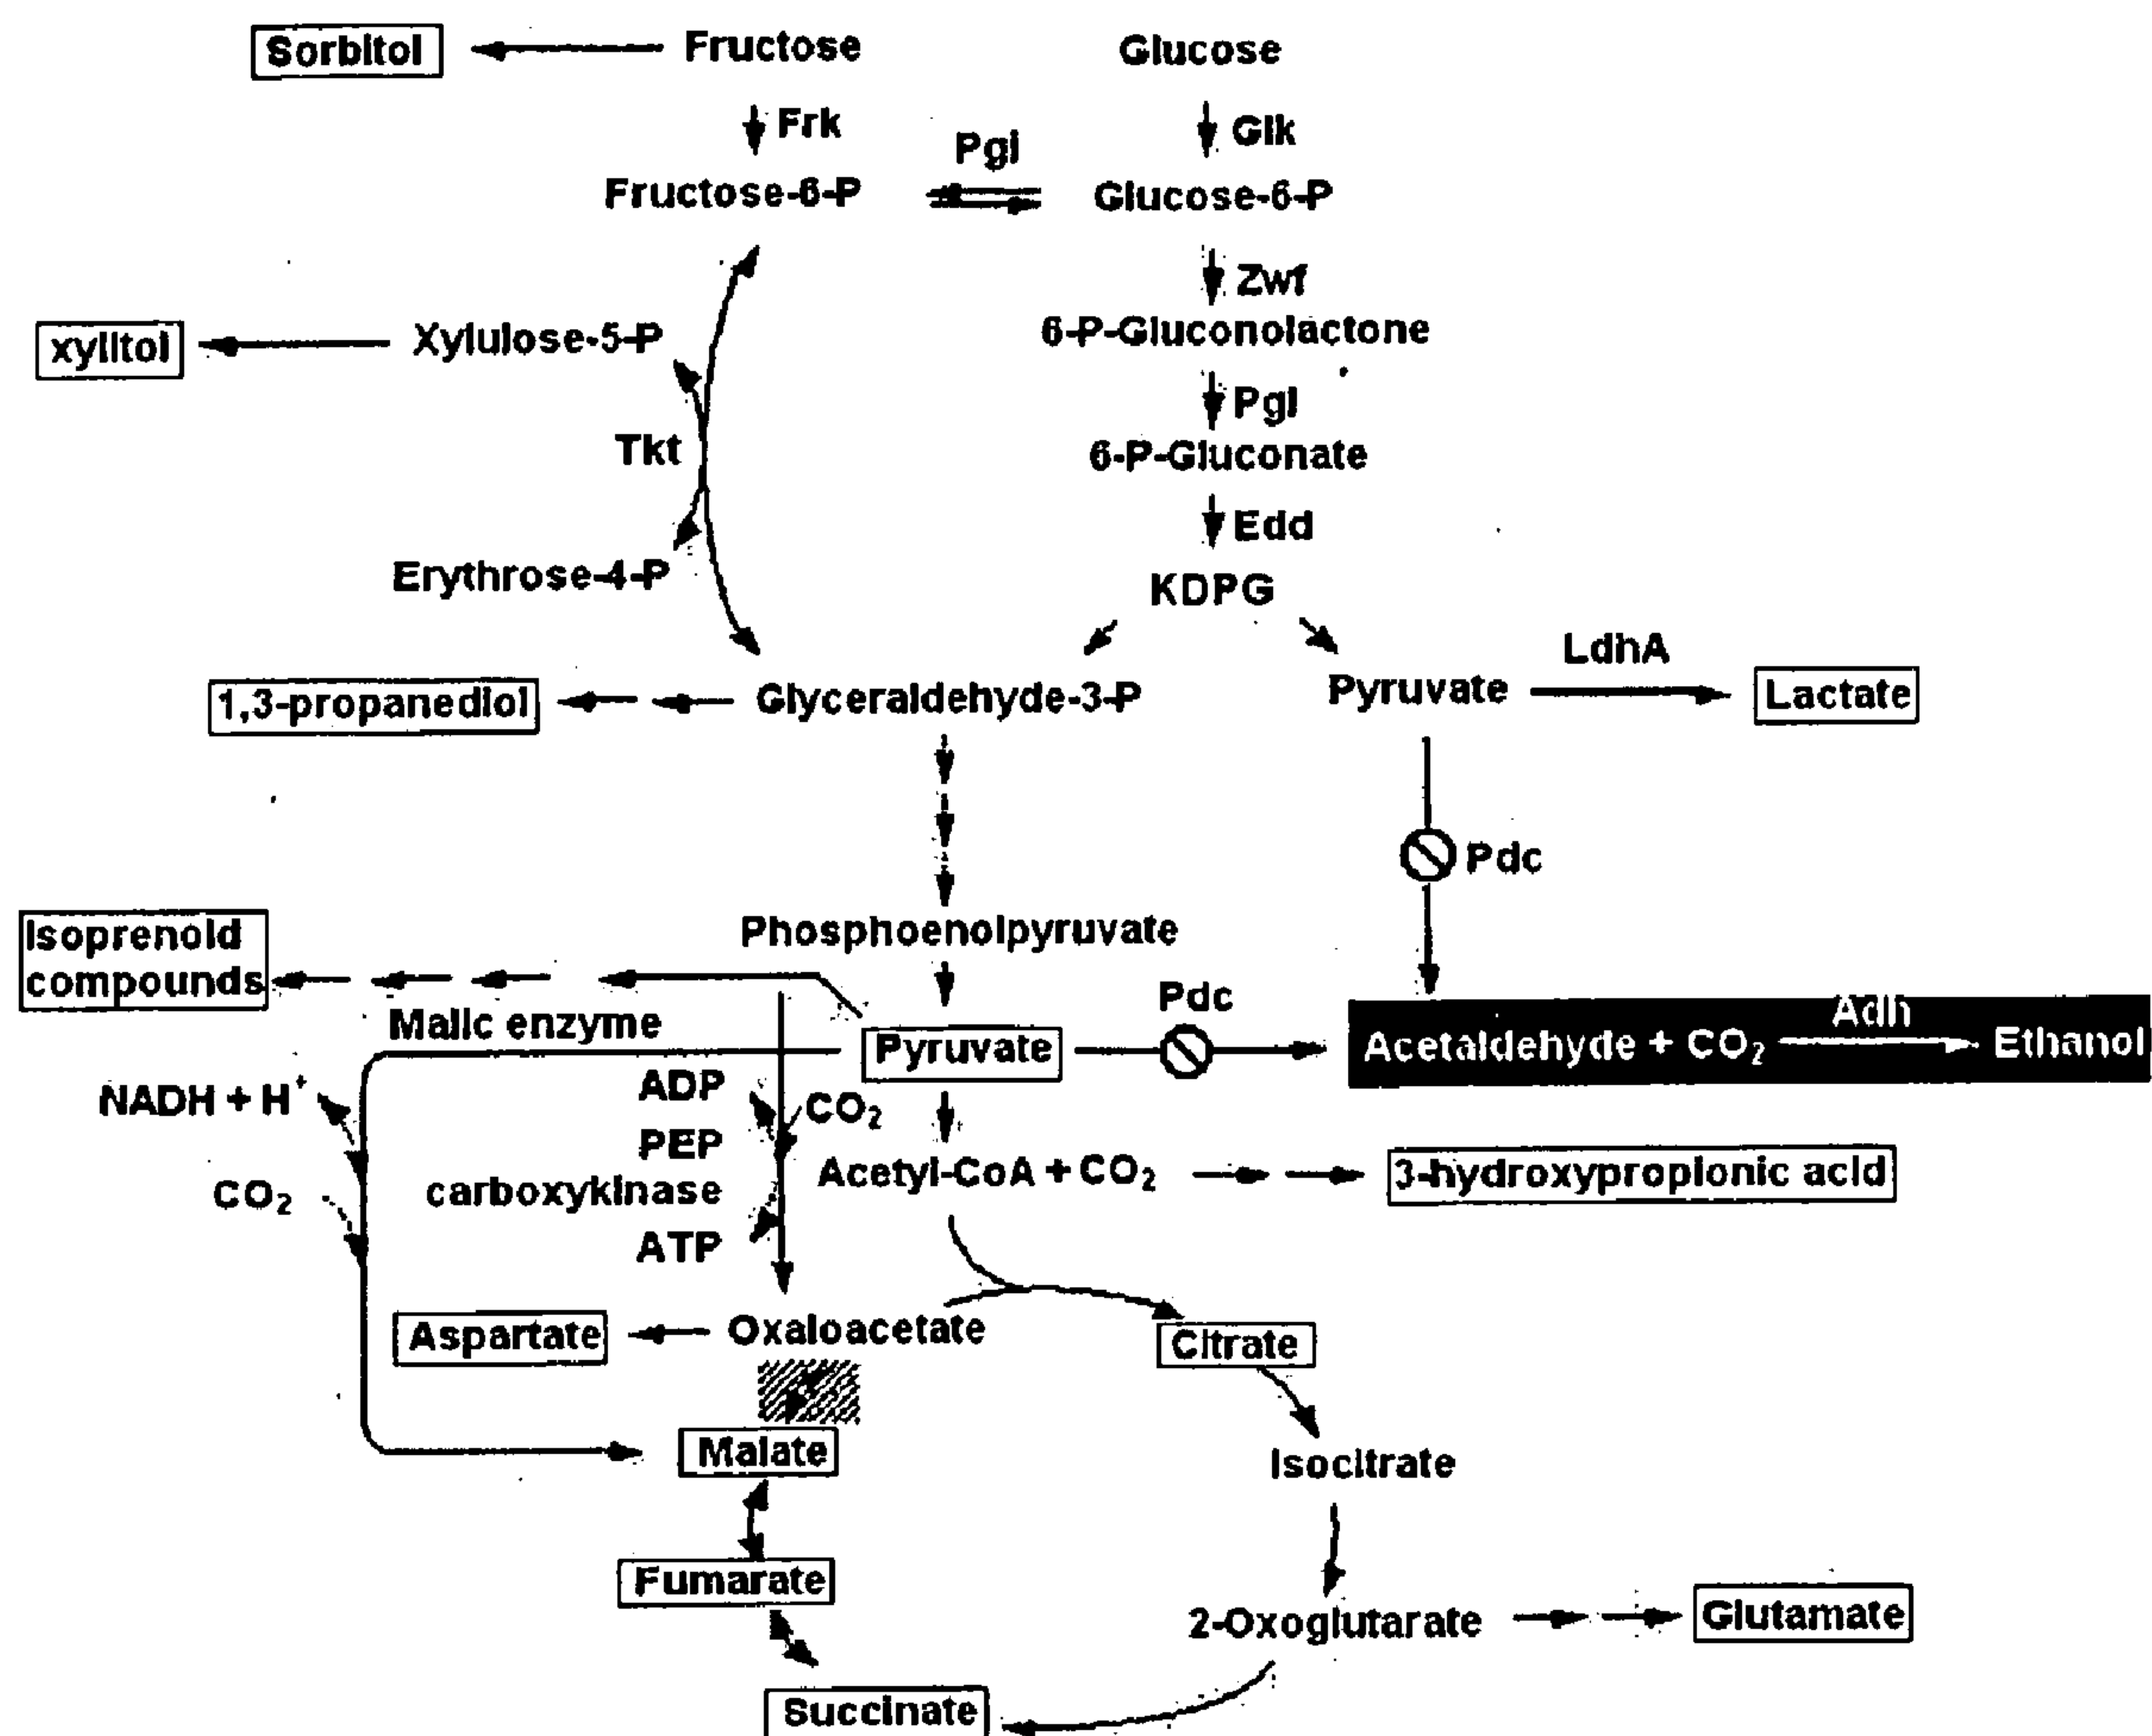 Sorbitol
Fructose
Glucose
Frk
Glk
Pgi
Fructose-6-P
Glucose-6-P
Zwf
xylitol
Xylulose-5-P
6-P-Gluconolactone
Pgl
Tkt
6-P-Gluconate
Edd
Erythrose-4-P
KDPG
LdhA
1,3-propanediol
Glyceraldehyde-3-P
Pyruvate
Lactate
Pdc
Isoprenoid
compounds
Phosphoenolpyruvate
Malic enzyme
Pyruvate
Pdc
Acetaldehyde + CO₂
Adh
Ethanol
NADH + H⁺
ADP
CO₂
PEP
carboxykinase
ATP
CO₂
Acetyl-CoA + CO₂
3-hydroxypropionic acid
Aspartate
Oxaloacetate
Citrate
Malate
Isocitrate
Fumarate
2-Oxoglutarate
Glutamate
Succinate